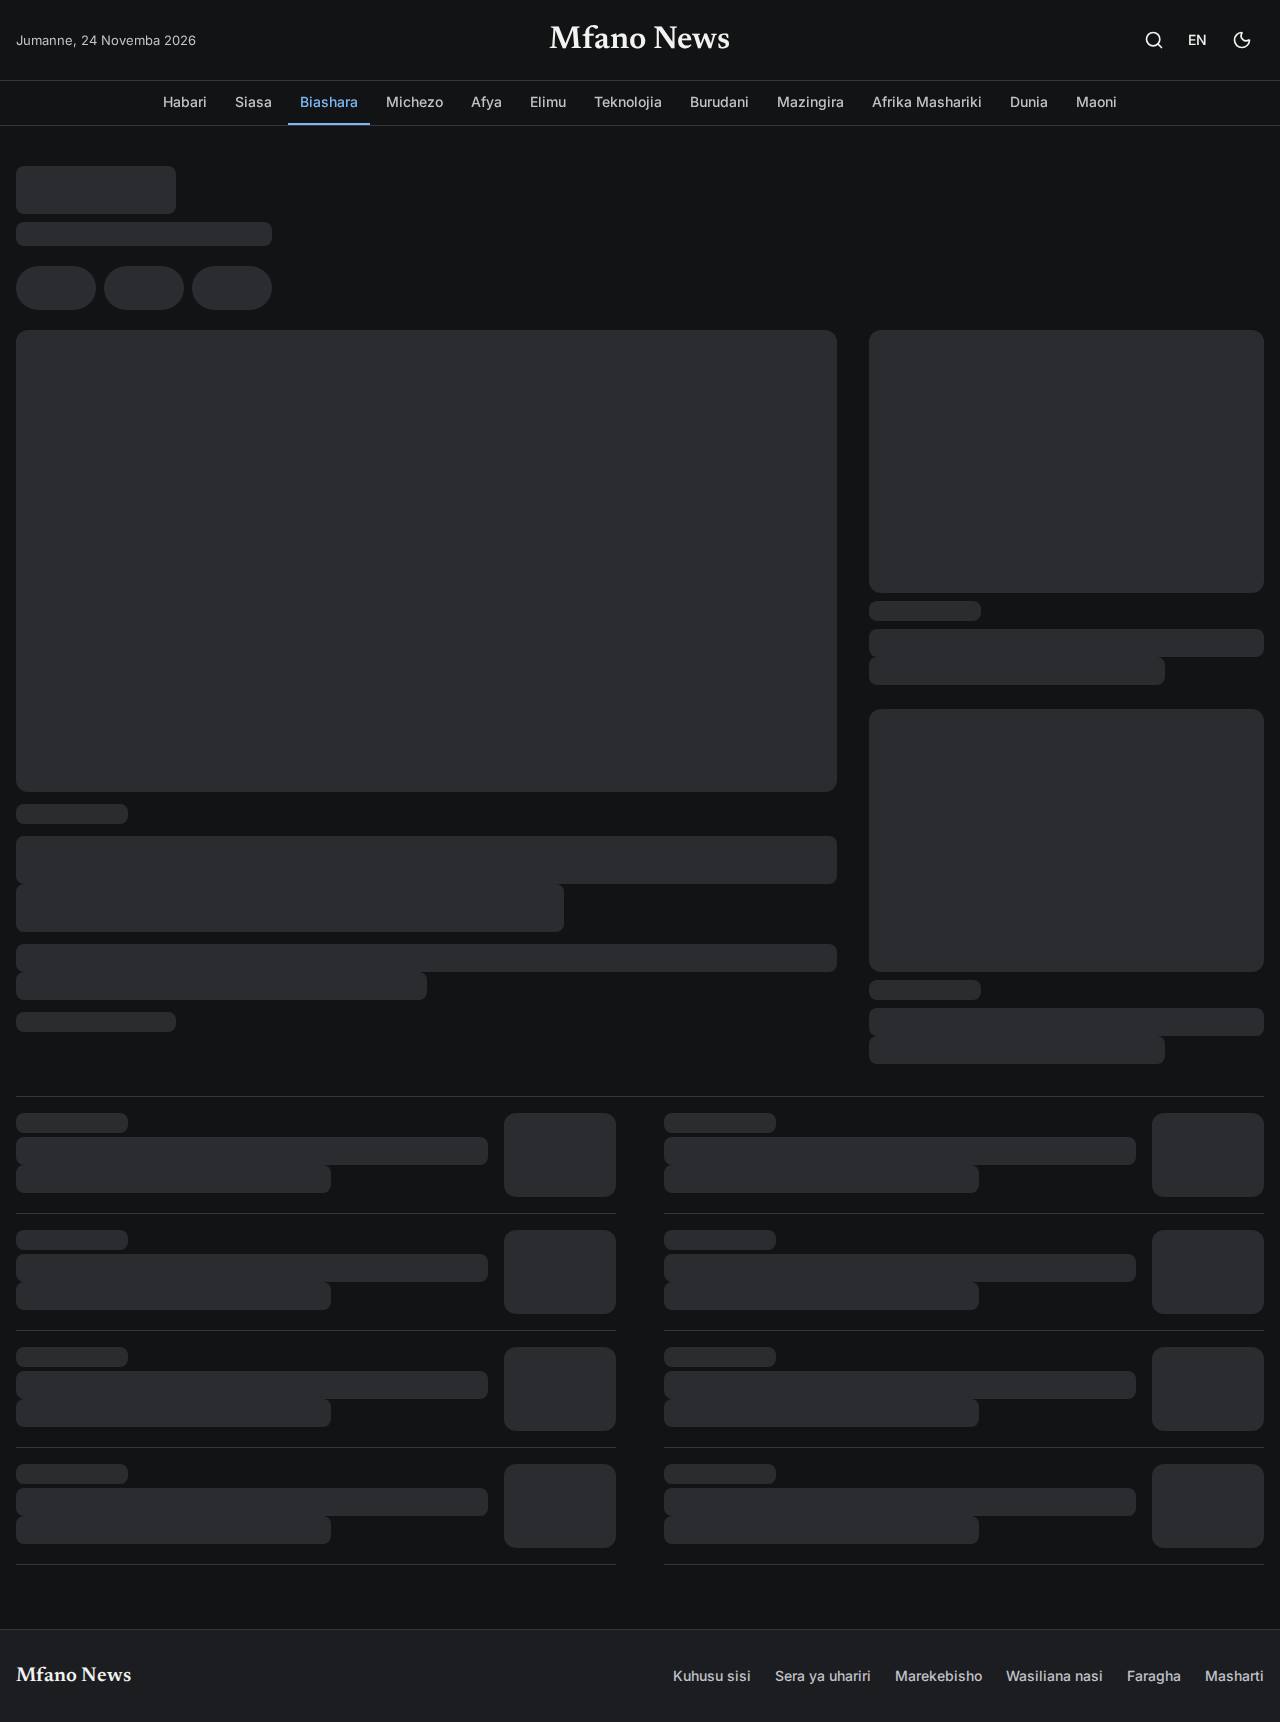 Jumanne, 24 Novemba 2026
Mfano News
EN
Habari Siasa Biashara Michezo Afya Elimu Teknolojia Burudani Mazingira Afrika Mashariki Dunia Maoni
Mfano News
Kuhusu sisi Sera ya uhariri Marekebisho Wasiliana nasi Faragha Masharti